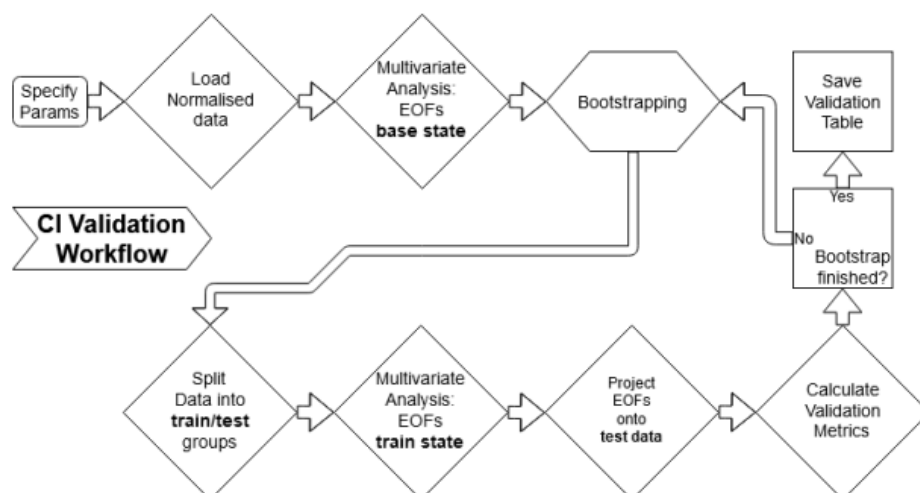 Specify
Params
Load
Normalised
data
Multivariate
Analysis:
EOFs
base state
Bootstrapping
Save
Validation
Table
CI Validation
Workflow
Yes
No
Bootstrap
finished?
Split
Data into
train/test
groups
Multivariate
Analysis:
EOFs
train state
Project
EOFs
onto
test data
Calculate
Validation
Metrics